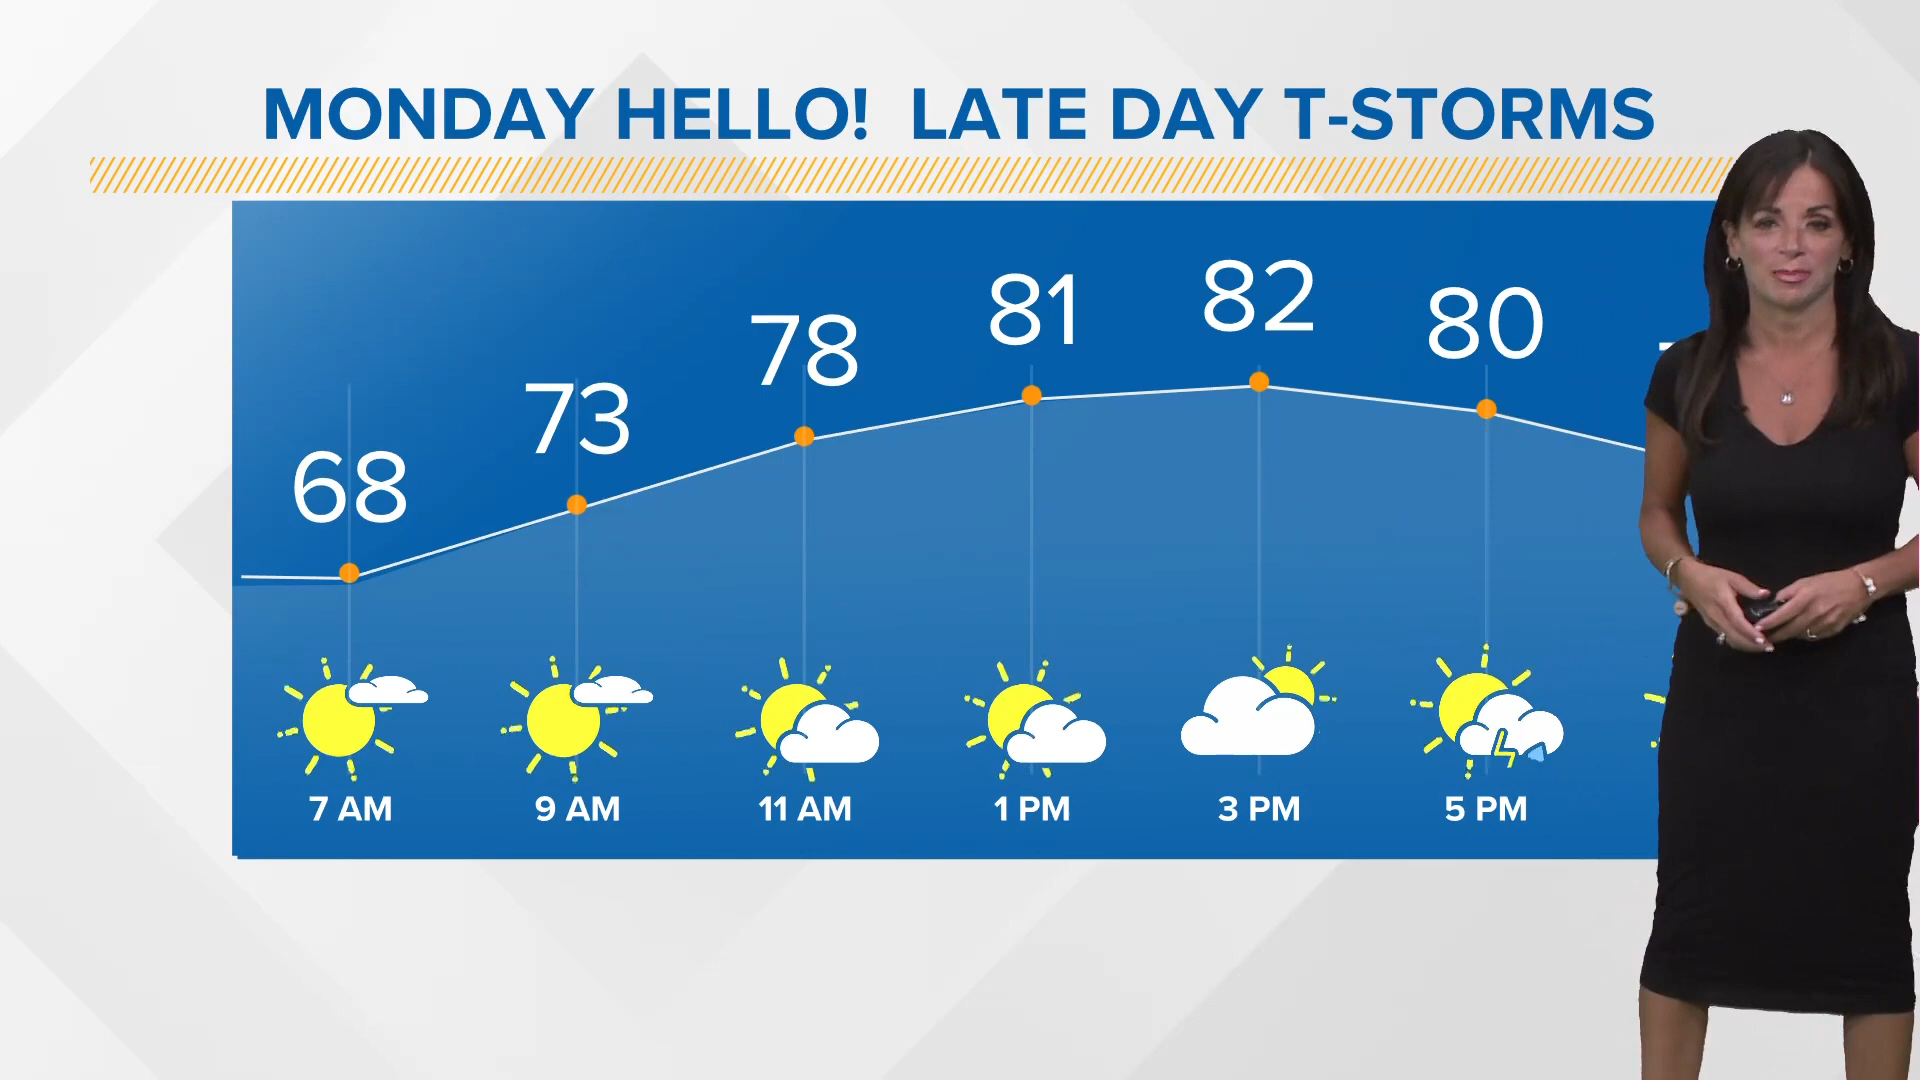 MONDAY HELLO! LATE DAY T-STORMS
68 73 78 81 82 80
7 AM 9 AM 11 AM 1 PM 3 PM 5 PM